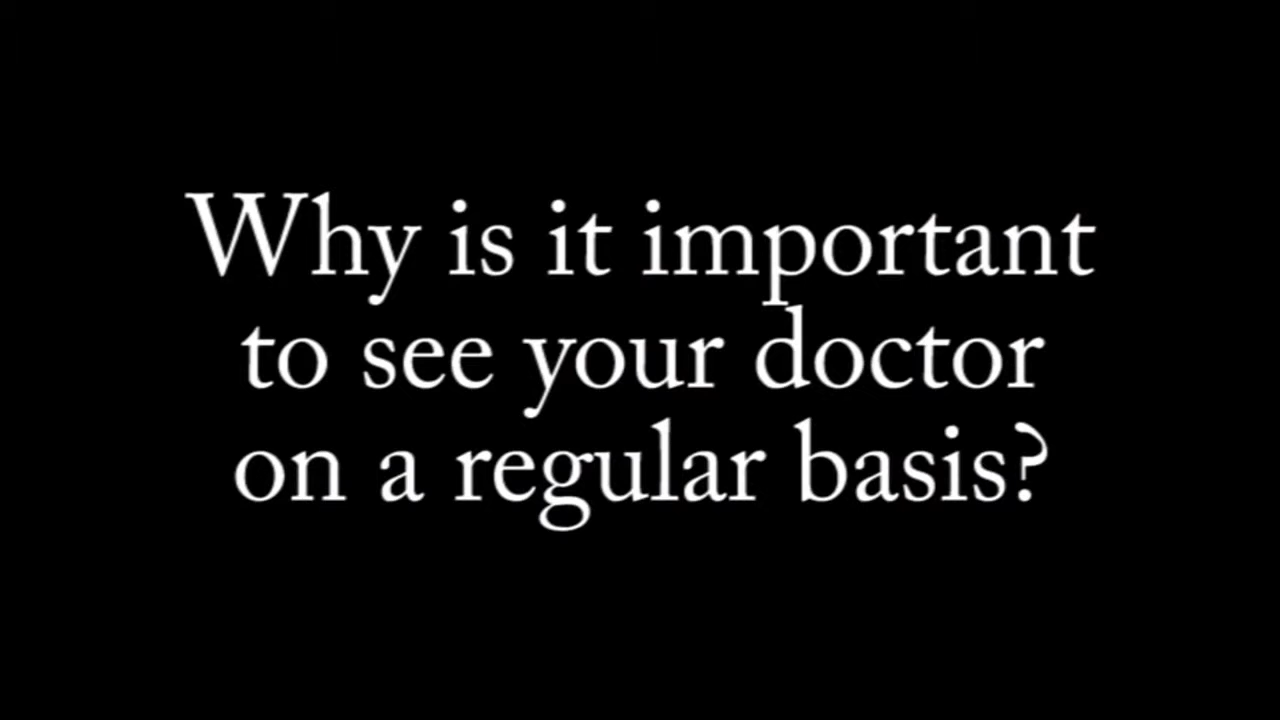 Why is it important
to see your doctor
on a regular basis?